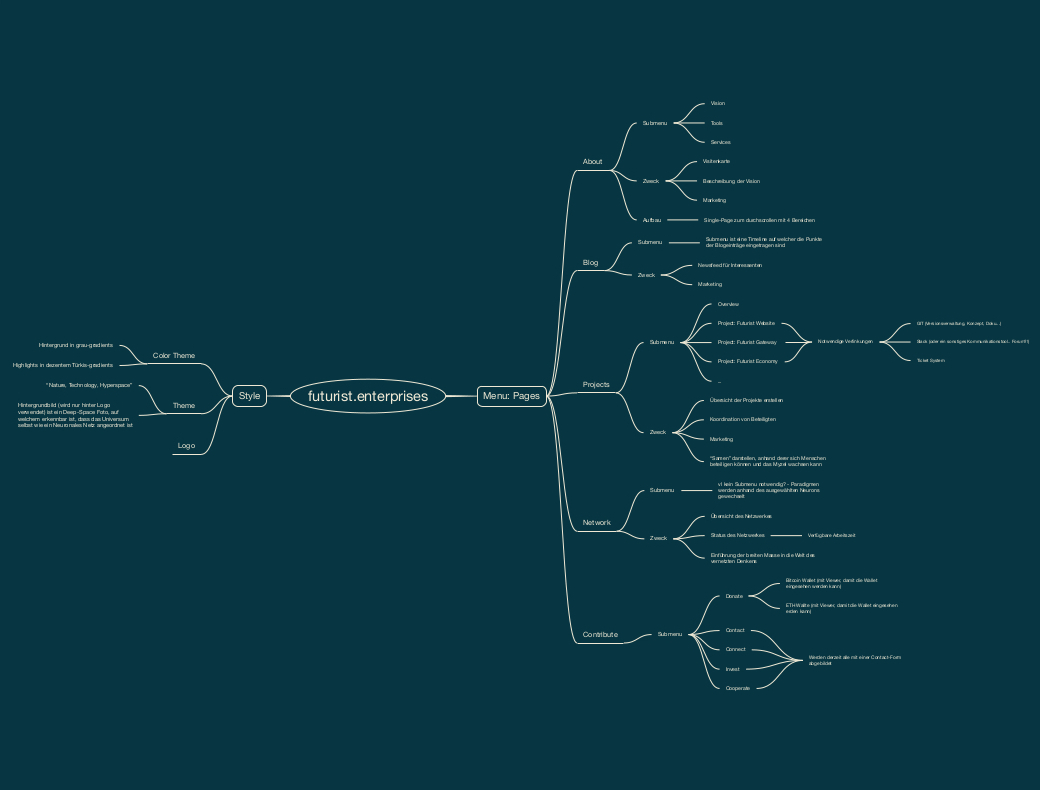 futurist.enterprises
Style
Color Theme
Hintergrund in grau-gradients
Highlights in dezentem Türkis-gradients
Theme
"Nature, Technology, Hyperspace"
Hintergrundbild (wird nur hinter Logo
verwendet) ist ein Deep-Space Foto, auf
welchem erkennbar ist, dass das Universum
selbst wie ein Neuronales Netz angeordnet ist
Logo
Menu: Pages
About
Submenu
Vision
Tools
Services
Zweck
Visitenkarte
Beschreibung der Vision
Marketing
Aufbau
Single-Page zum durchscrollen mit 4 Bereichen
Blog
Submenu
Submenu ist eine Timeline auf welcher die Punkte
der Blogeinträge eingetragen sind
Zweck
Newsfeed für Interessenten
Marketing
Projects
Submenu
Overview
Project: Futurist Website
Project: Futurist Gateway
Project: Futurist Economy
...
Notwendige Verlinkungen
GIT (Versionsverwaltung, Konzept, Doku...)
Slack (oder ein sonstiges Kommunikationstool.. Forum!?!)
Ticket System
Zweck
Übersicht der Projekte erstellen
Koordination von Beteiligten
Marketing
"Samen" darstellen, anhand derer sich Menschen
beteiligen können und das Myzel wachsen kann
Network
Submenu
vl kein Submenu notwendig? - Paradigmen
werden anhand des ausgewählten Neurons
gewechselt
Zweck
Übersicht des Netzwerkes
Status des Netzwerkes
Verfügbare Arbeitszeit
Einführung der breiten Masse in die Welt des
vernetzten Denkens
Contribute
Submenu
Donate
Bitcoin Wallet (mit Viewer, damit die Wallet
eingesehen werden kann)
ETH Wallte (mit Viewer, damit die Wallet eingesehen
erden kann)
Contact
Connect
Invest
Cooperate
Werden derzeit alle mit einer Contact-Form
abgebildet